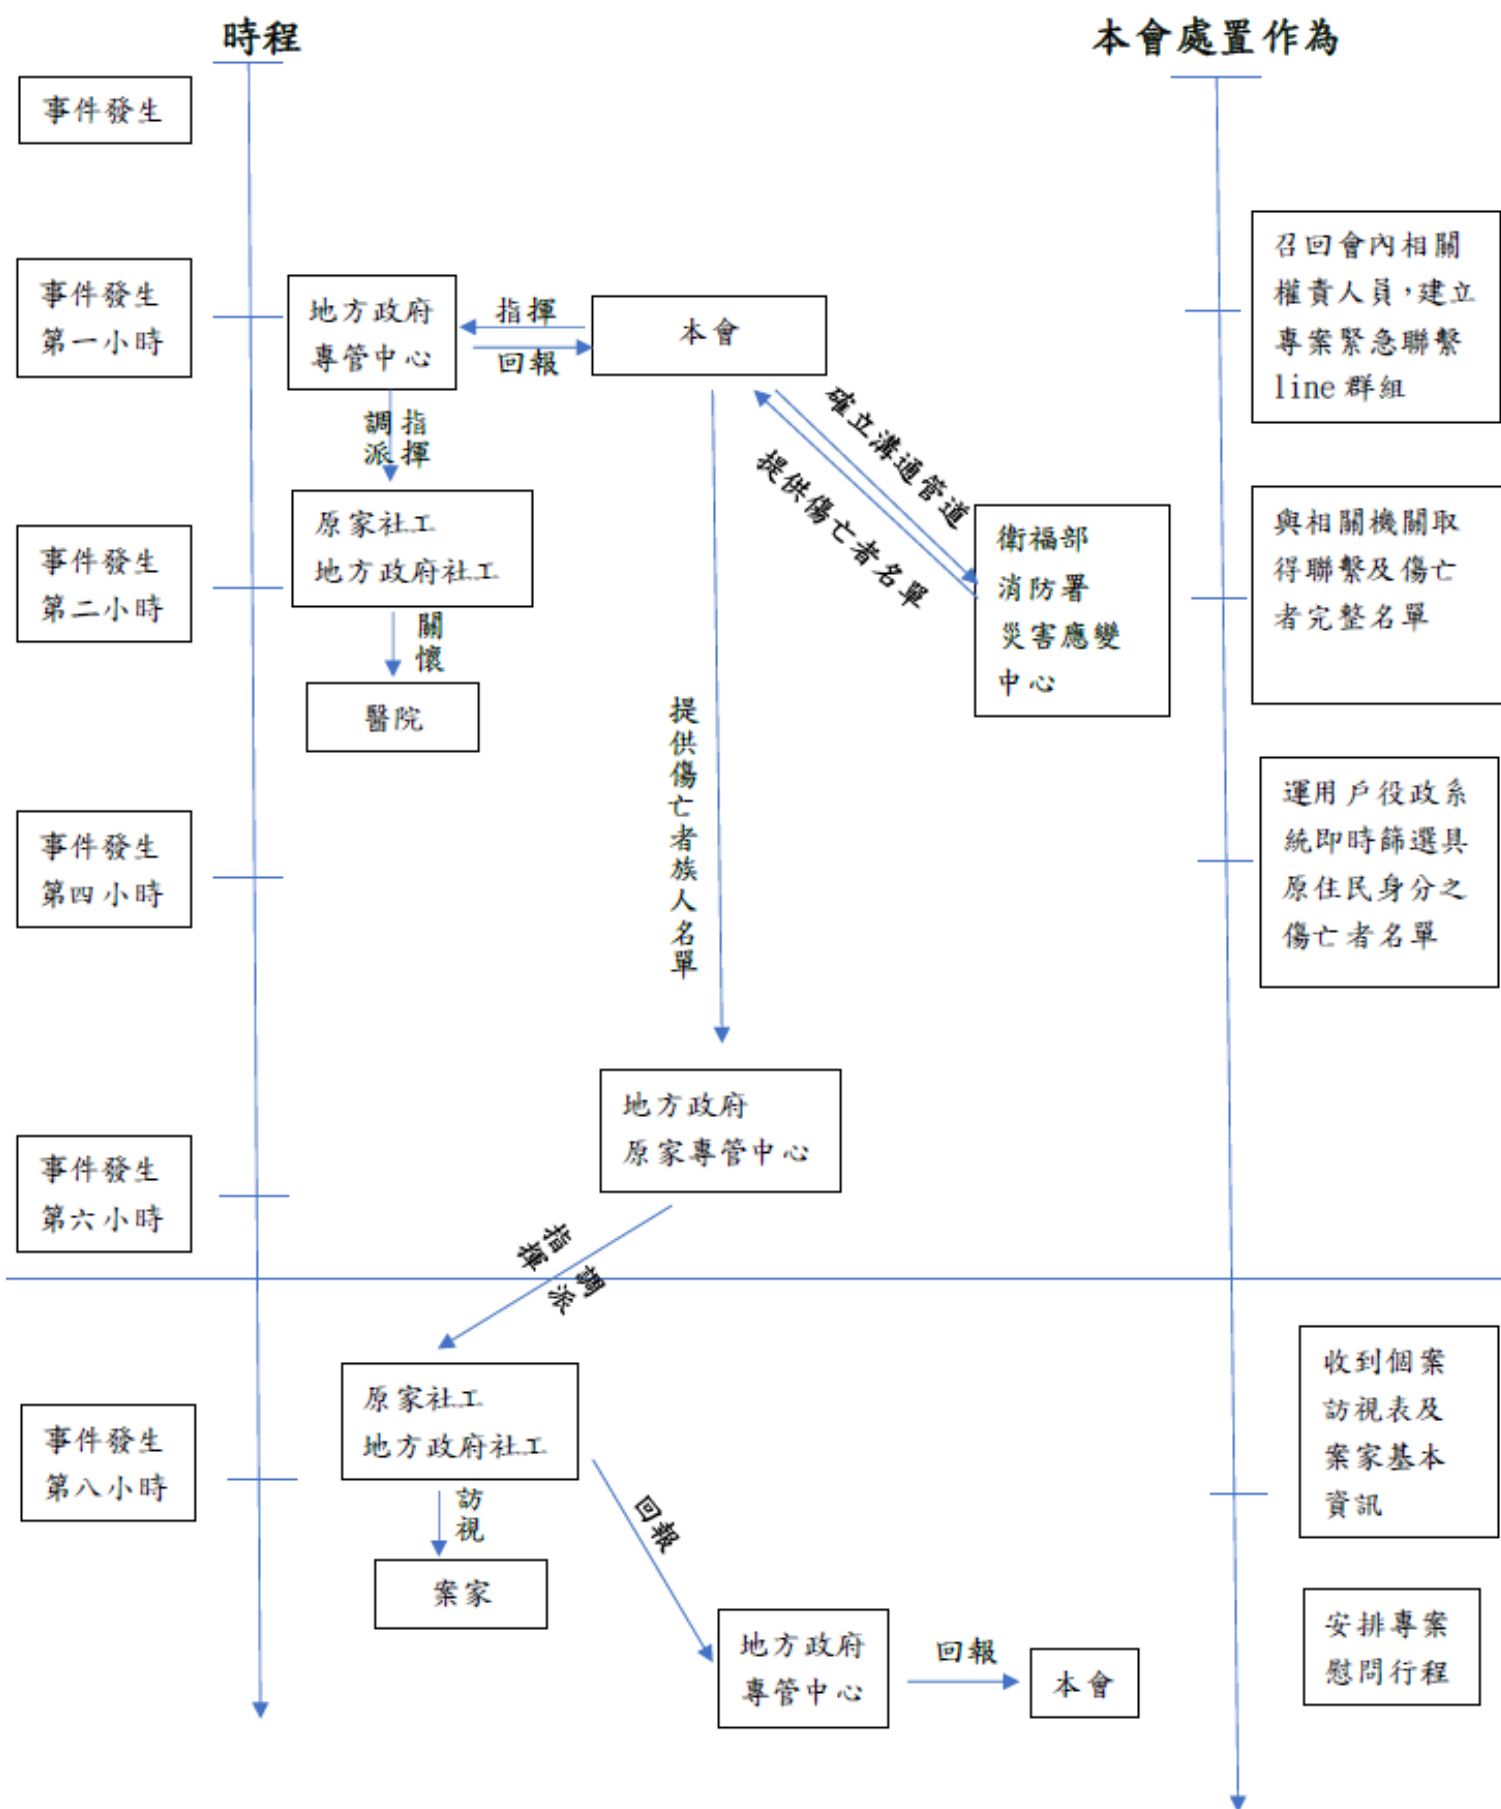 時程
本會處置作為
事件發生
事件發生
第一小時
地方政府
專管中心
指揮
回報
本會
召回會內相關
權責人員，建立
專案緊急聯繫
line 群組
指揮
調派
確立溝通管道
提供傷亡者名單
事件發生
第二小時
原家社工
地方政府社工
關懷
醫院
衛福部
消防署
災害應變
中心
與相關機關取
得聯繫及傷亡
者完整名單
提供傷亡者族人名單
事件發生
第四小時
運用戶役政系
統即時篩選具
原住民身分之
傷亡者名單
地方政府
原家專管中心
事件發生
第六小時
指揮
調派
事件發生
第八小時
原家社工
地方政府社工
訪視
案家
回報
地方政府
專管中心
回報
本會
收到個案
訪視表及
案家基本
資訊
安排專案
慰問行程